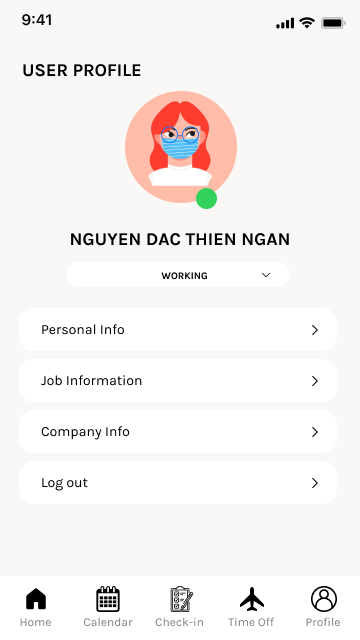 9:41
USER PROFILE
NGUYEN DAC THIEN NGAN
WORKING
Personal Info
Job Information
Company Info
Log out
Home Calendar Check-in Time Off Profile